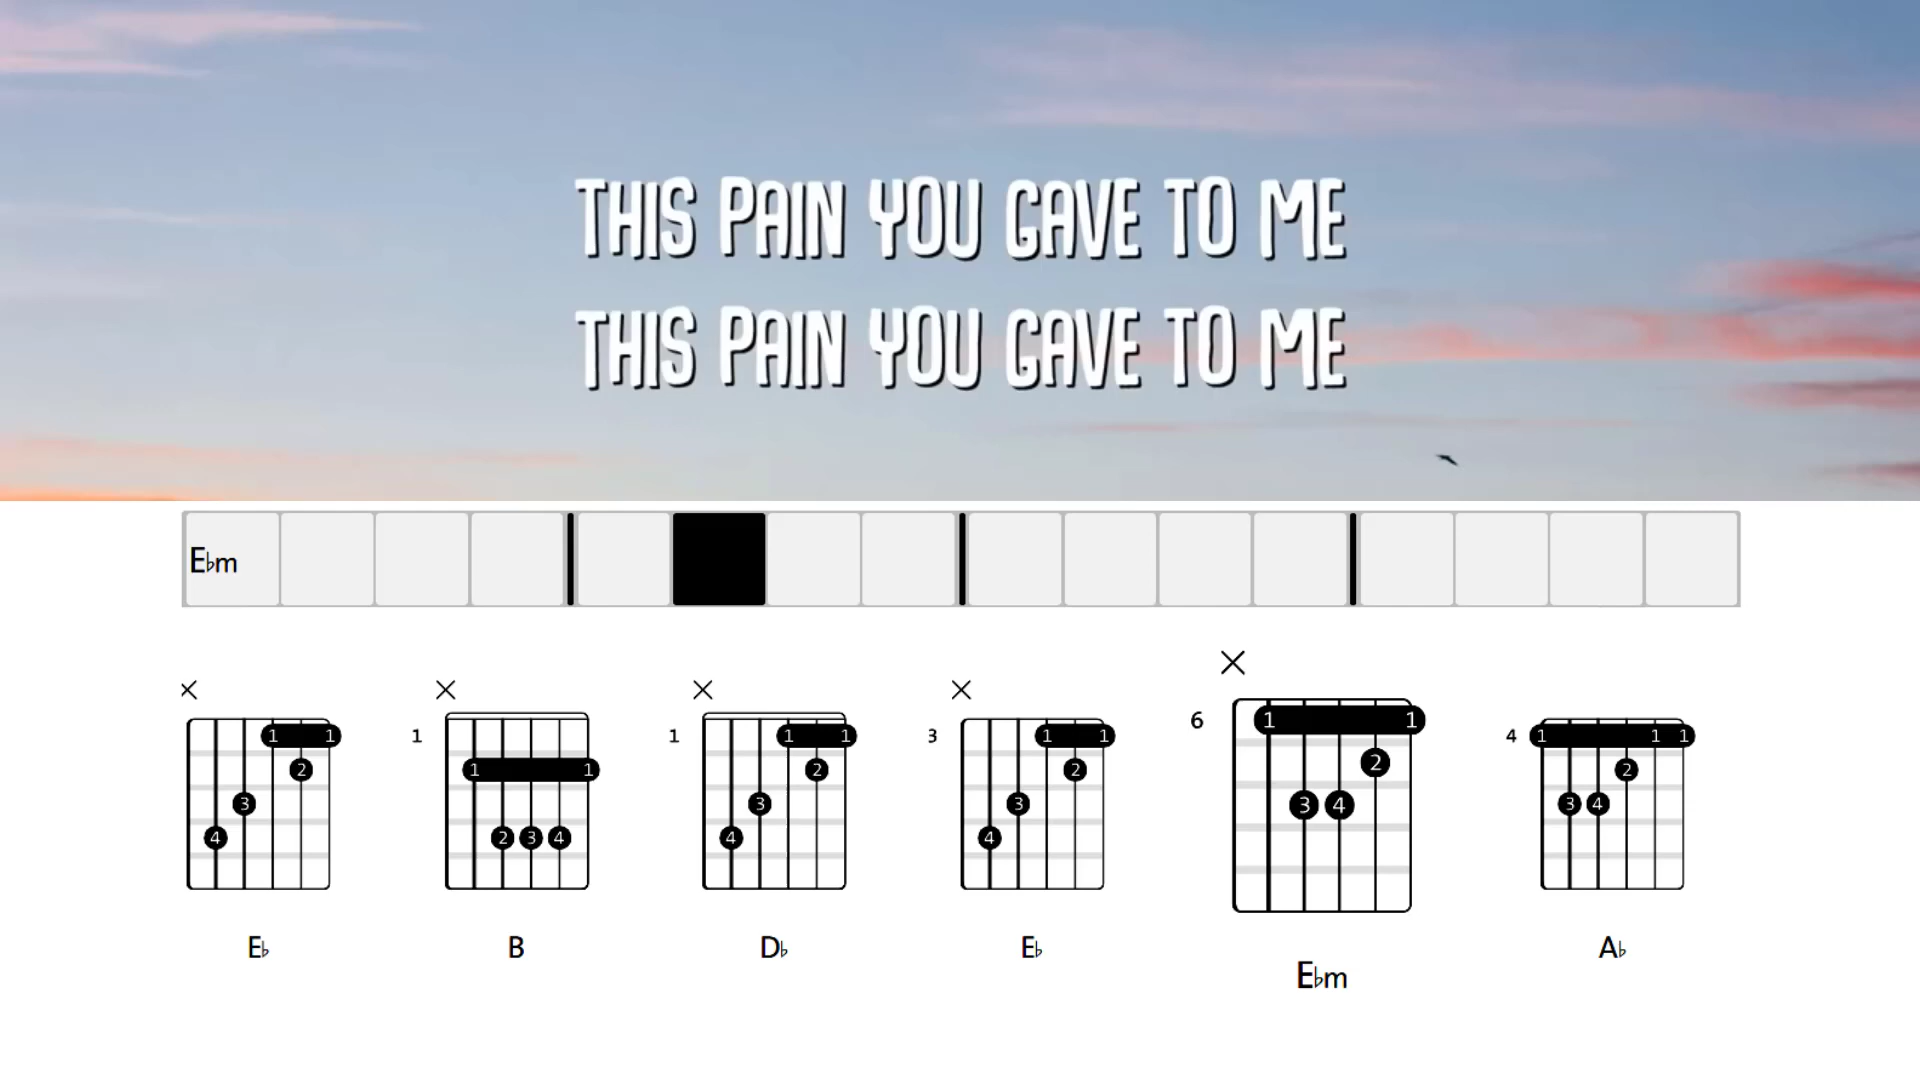 THIS PAIN YOU GAVE TO ME
THIS PAIN YOU GAVE TO ME
E♭m
1 1 2 3 4
E♭
1 1 1 2 3 4
B
1 1 1 2 3 4
D♭
3 1 1 2 3 4
E♭
6 1 1 2 3 4
E♭m
4 1 1 1 2 3 4
A♭